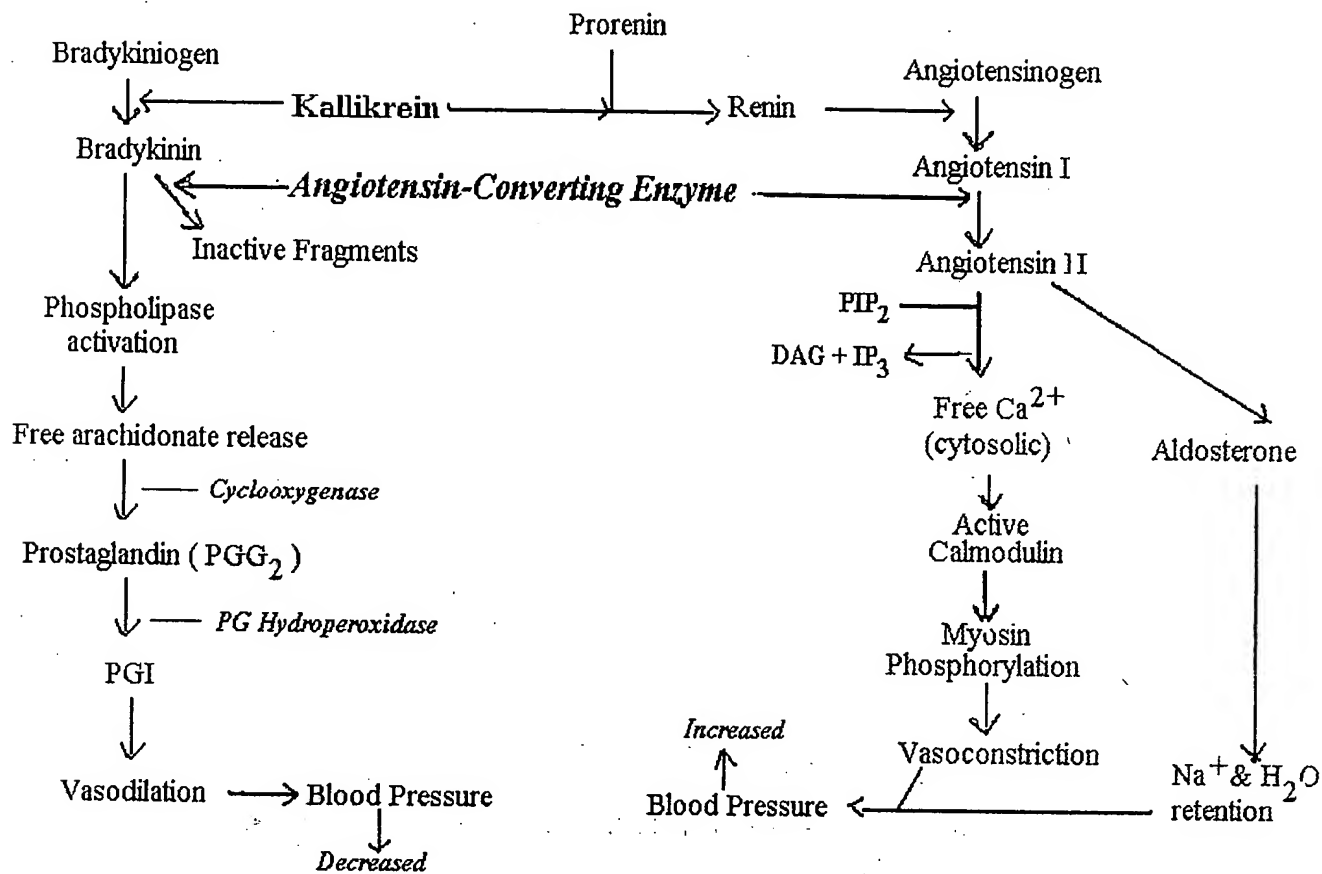 Prorenin
Bradykiniogen
Angiotensinogen
Kallikrein
Renin
Bradykinin
Angiotensin I
Angiotensin-Converting Enzyme
Inactive Fragments
Angiotensin II
Phospholipase
activation
PIP2
DAG + IP3
Free Ca2+
(cytosolic)
Free arachidonate release
Aldosterone
Cyclooxygenase
Active
Calmodulin
Prostaglandin (PGG2)
PG Hydroperoxidase
Myosin
Phosphorylation
PGI
Increased
Vasoconstriction
Na+ & H2O
retention
Vasodilation
Blood Pressure
Blood Pressure
Decreased